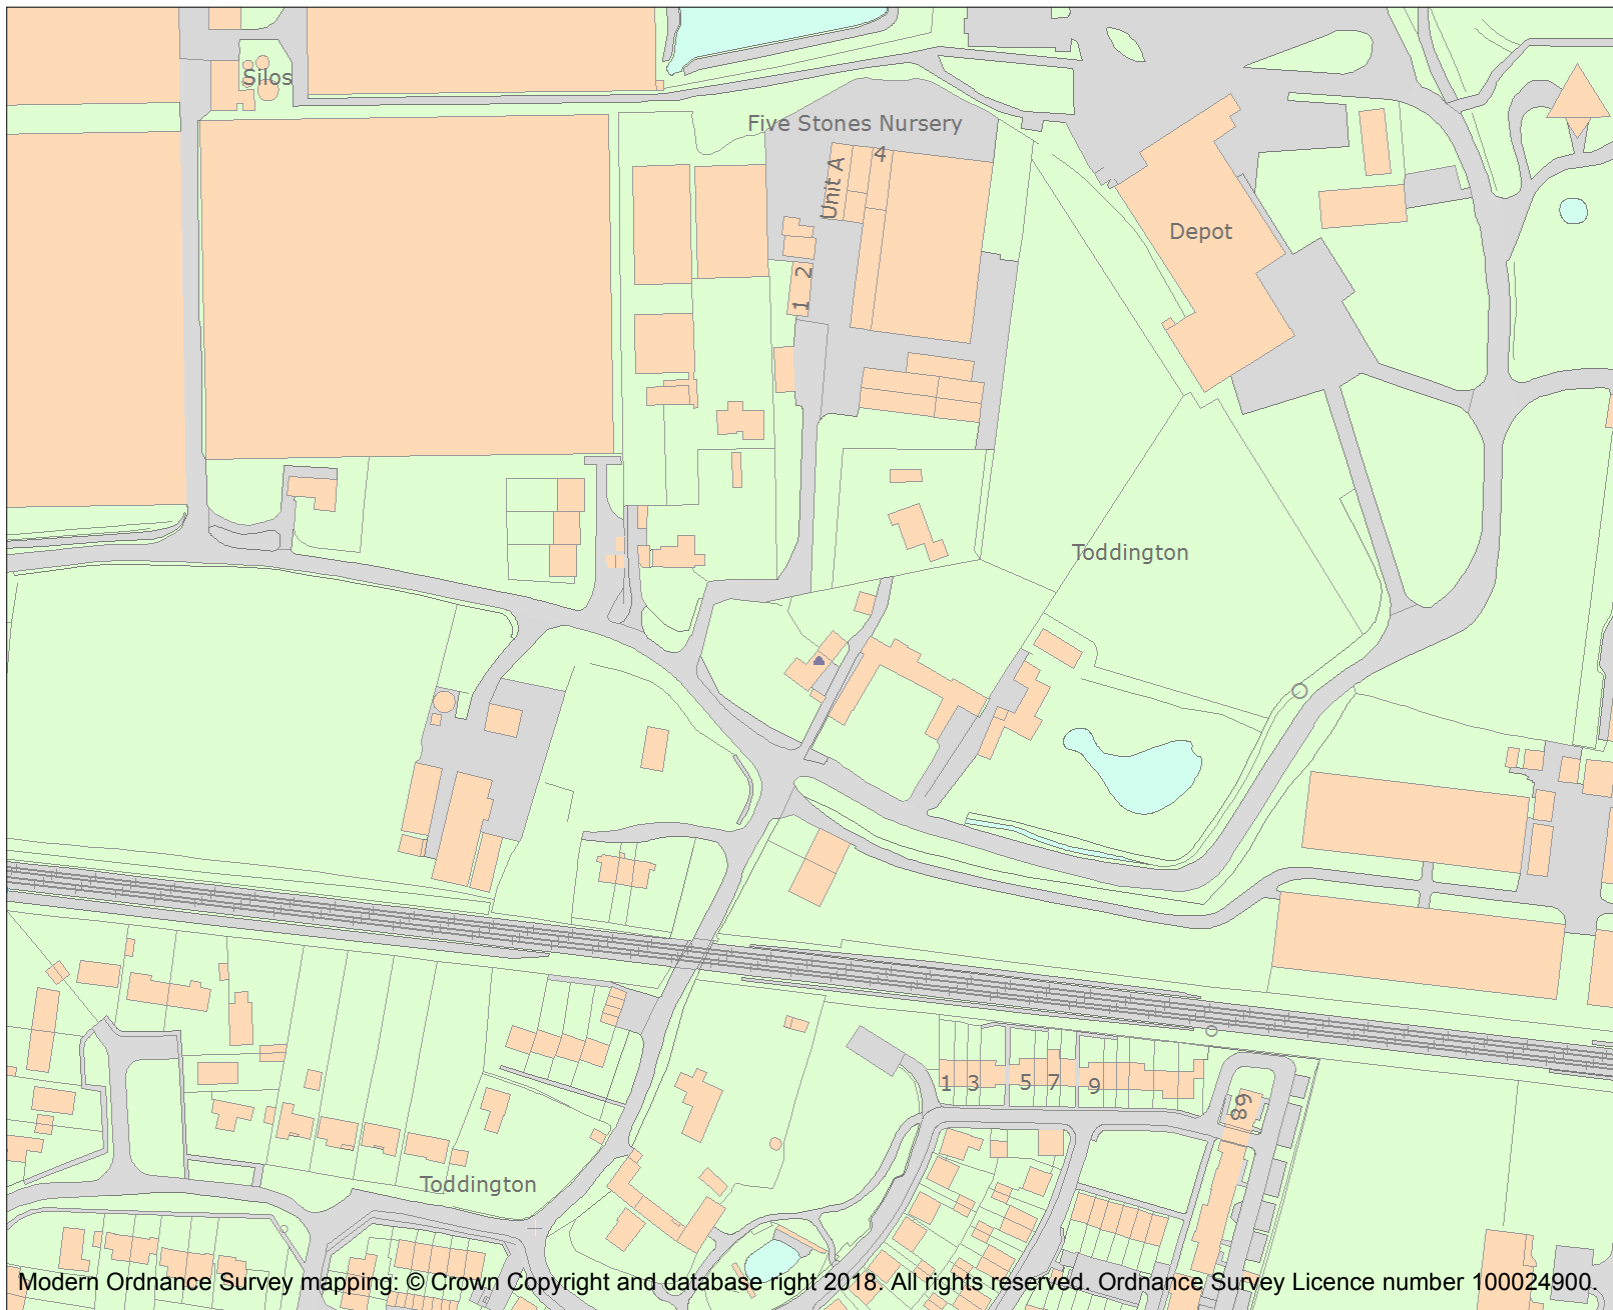 Silos
Five Stones Nursery
4
Unit A
Depot
2
1
Toddington
1
3
5
7
9
68
Toddington
Modern Ordnance Survey mapping: © Crown Copyright and database right 2018. All rights reserved. Ordnance Survey Licence number 100024900.